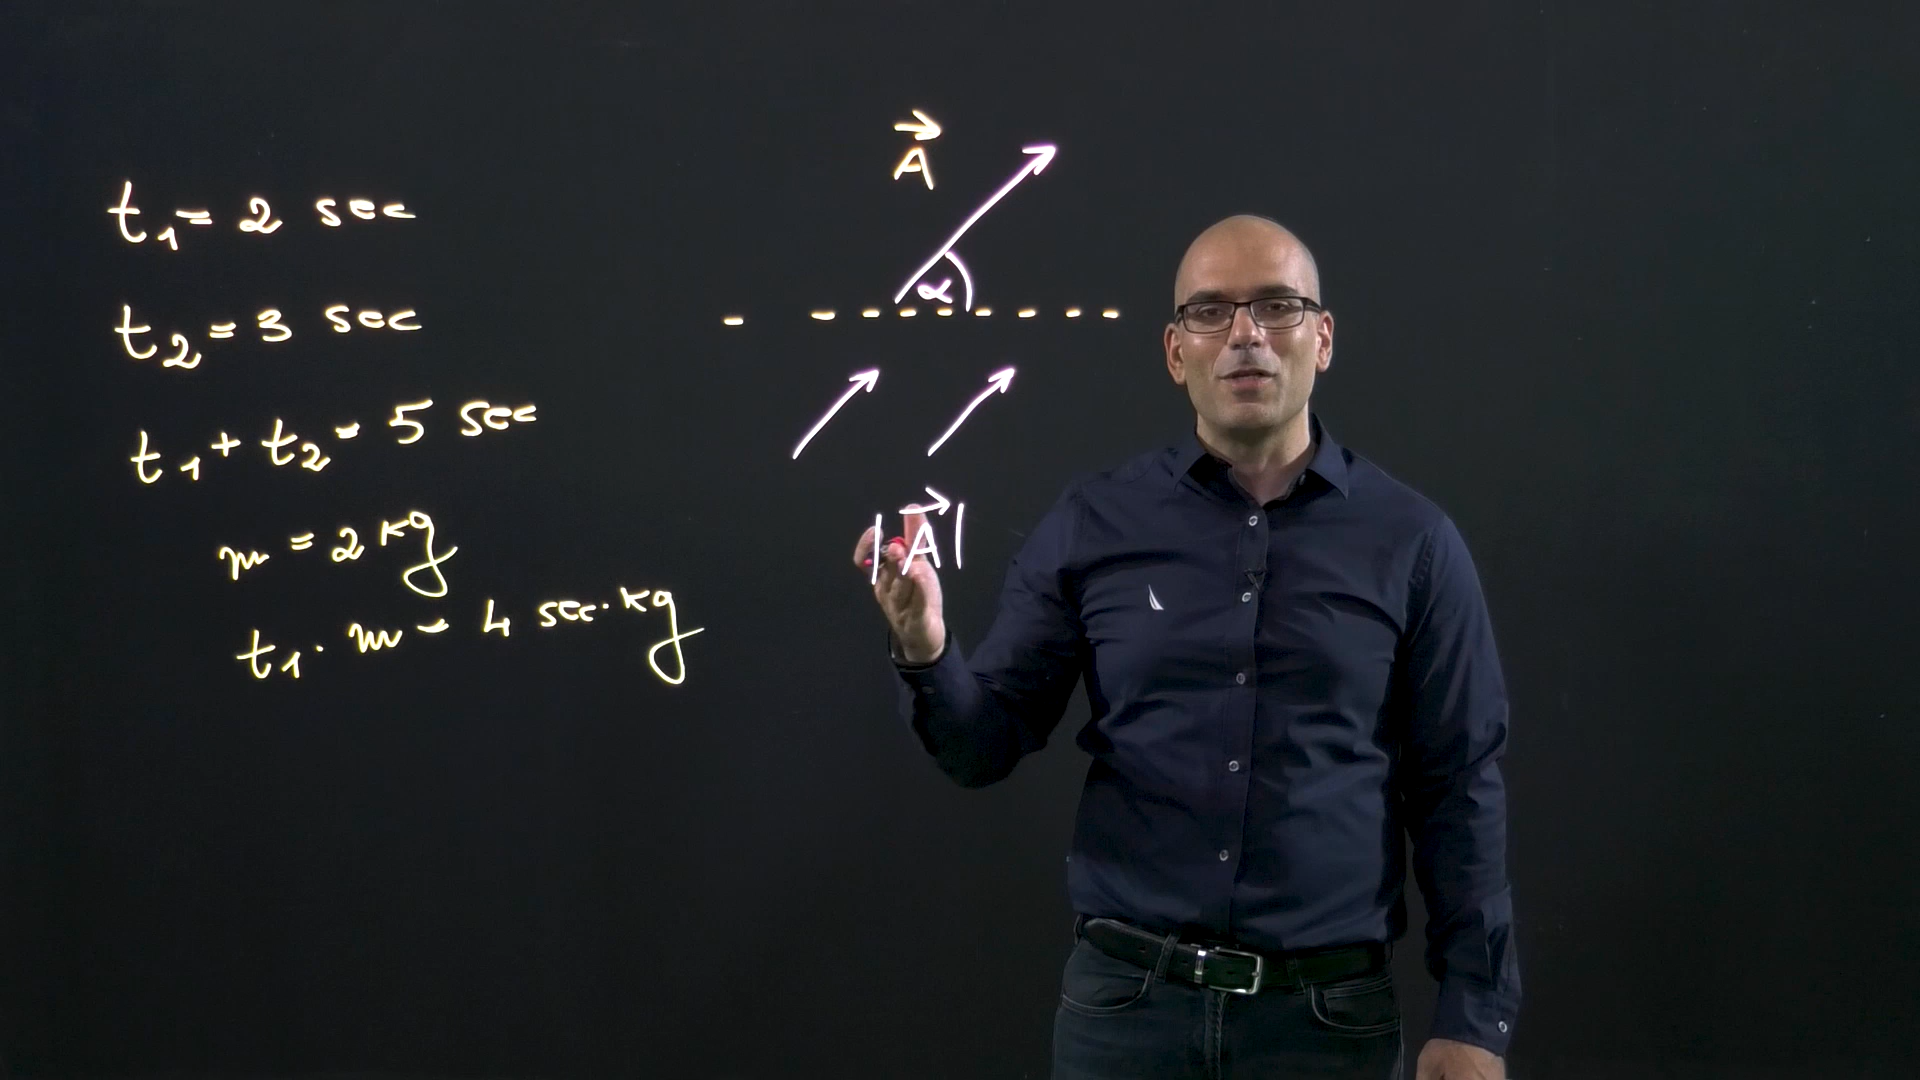 t₁ = 2 sec
t₂ = 3 sec
t₁ + t₂ = 5 sec
m = 2 kg
t₁ · m = 4 sec · kg
A⃗
α
|A⃗|